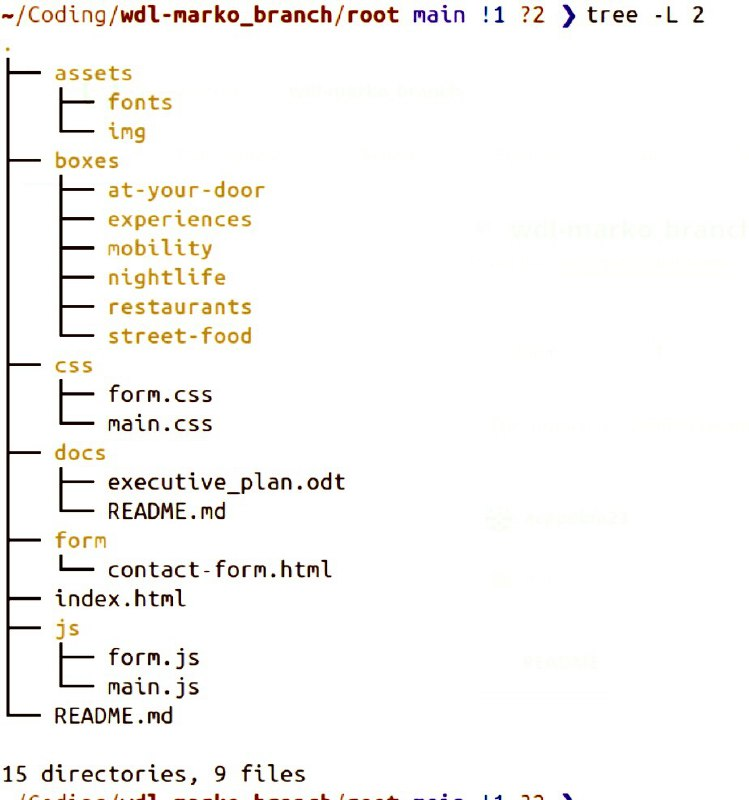 ~/Coding/wdl-marko_branch/root main !1 ?2 ❯ tree -L 2
.
├── assets
│   ├── fonts
│   └── img
├── boxes
│   ├── at-your-door
│   ├── experiences
│   ├── mobility
│   ├── nightlife
│   ├── restaurants
│   └── street-food
├── css
│   ├── form.css
│   └── main.css
├── docs
│   ├── executive_plan.odt
│   └── README.md
├── form
│   └── contact-form.html
├── index.html
├── js
│   ├── form.js
│   └── main.js
└── README.md
15 directories, 9 files
~/Coding/wdl-marko_branch/root main !1 ?2 ❯